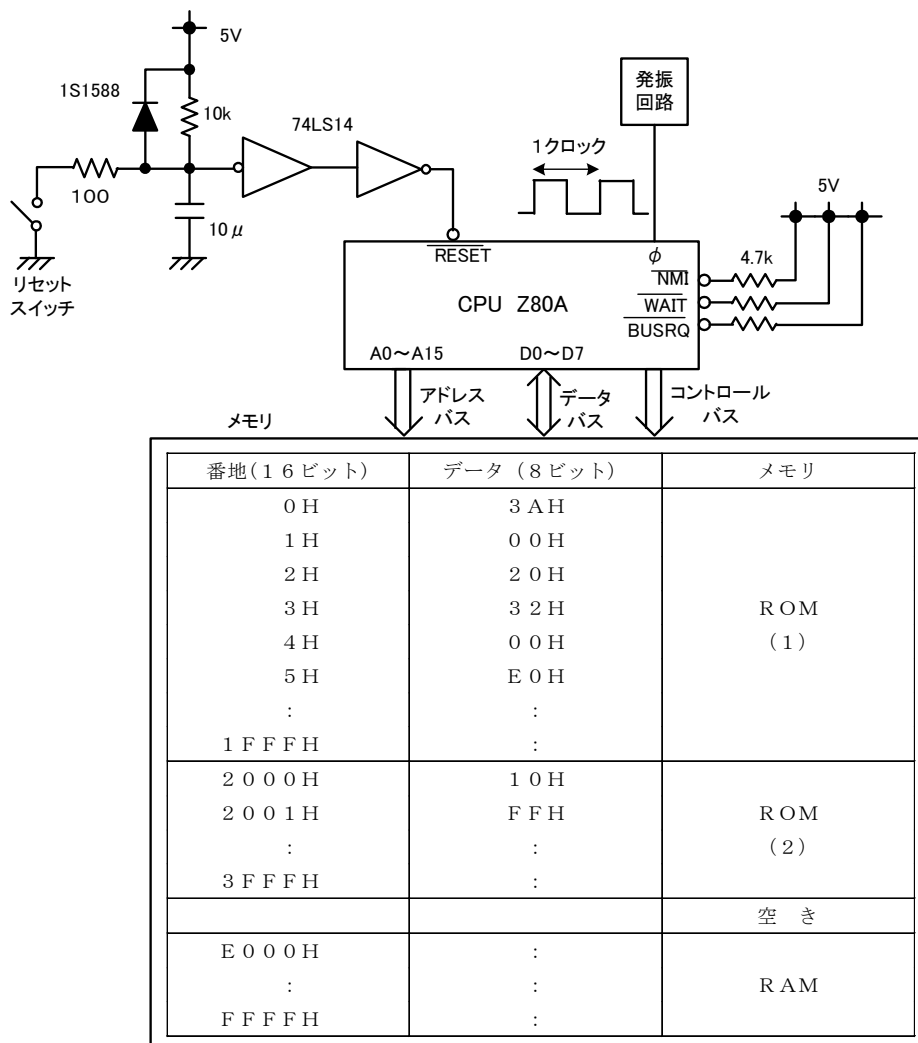 5V
1S1588
10k
74LS14
100
10μ
リセット
スイッチ
発振
回路
1クロック
5V
RESET
φ
4.7k
NMI
CPU Z80A
WAIT
BUSRQ
A0～A15
D0～D7
アドレス
バス
データ
バス
コントロール
バス
メモリ
番地(１６ビット) データ（８ビット） メモリ
０Ｈ ３ＡＨ
１Ｈ ００Ｈ
２Ｈ ２０Ｈ
３Ｈ ３２Ｈ ＲＯＭ
４Ｈ ００Ｈ （１）
５Ｈ Ｅ０Ｈ
： ：
１ＦＦＦＨ ：
２０００Ｈ １０Ｈ
２００１Ｈ ＦＦＨ ＲＯＭ
： ： （２）
３ＦＦＦＨ ：
空 き
Ｅ０００Ｈ ：
： ： ＲＡＭ
ＦＦＦＦＨ ：